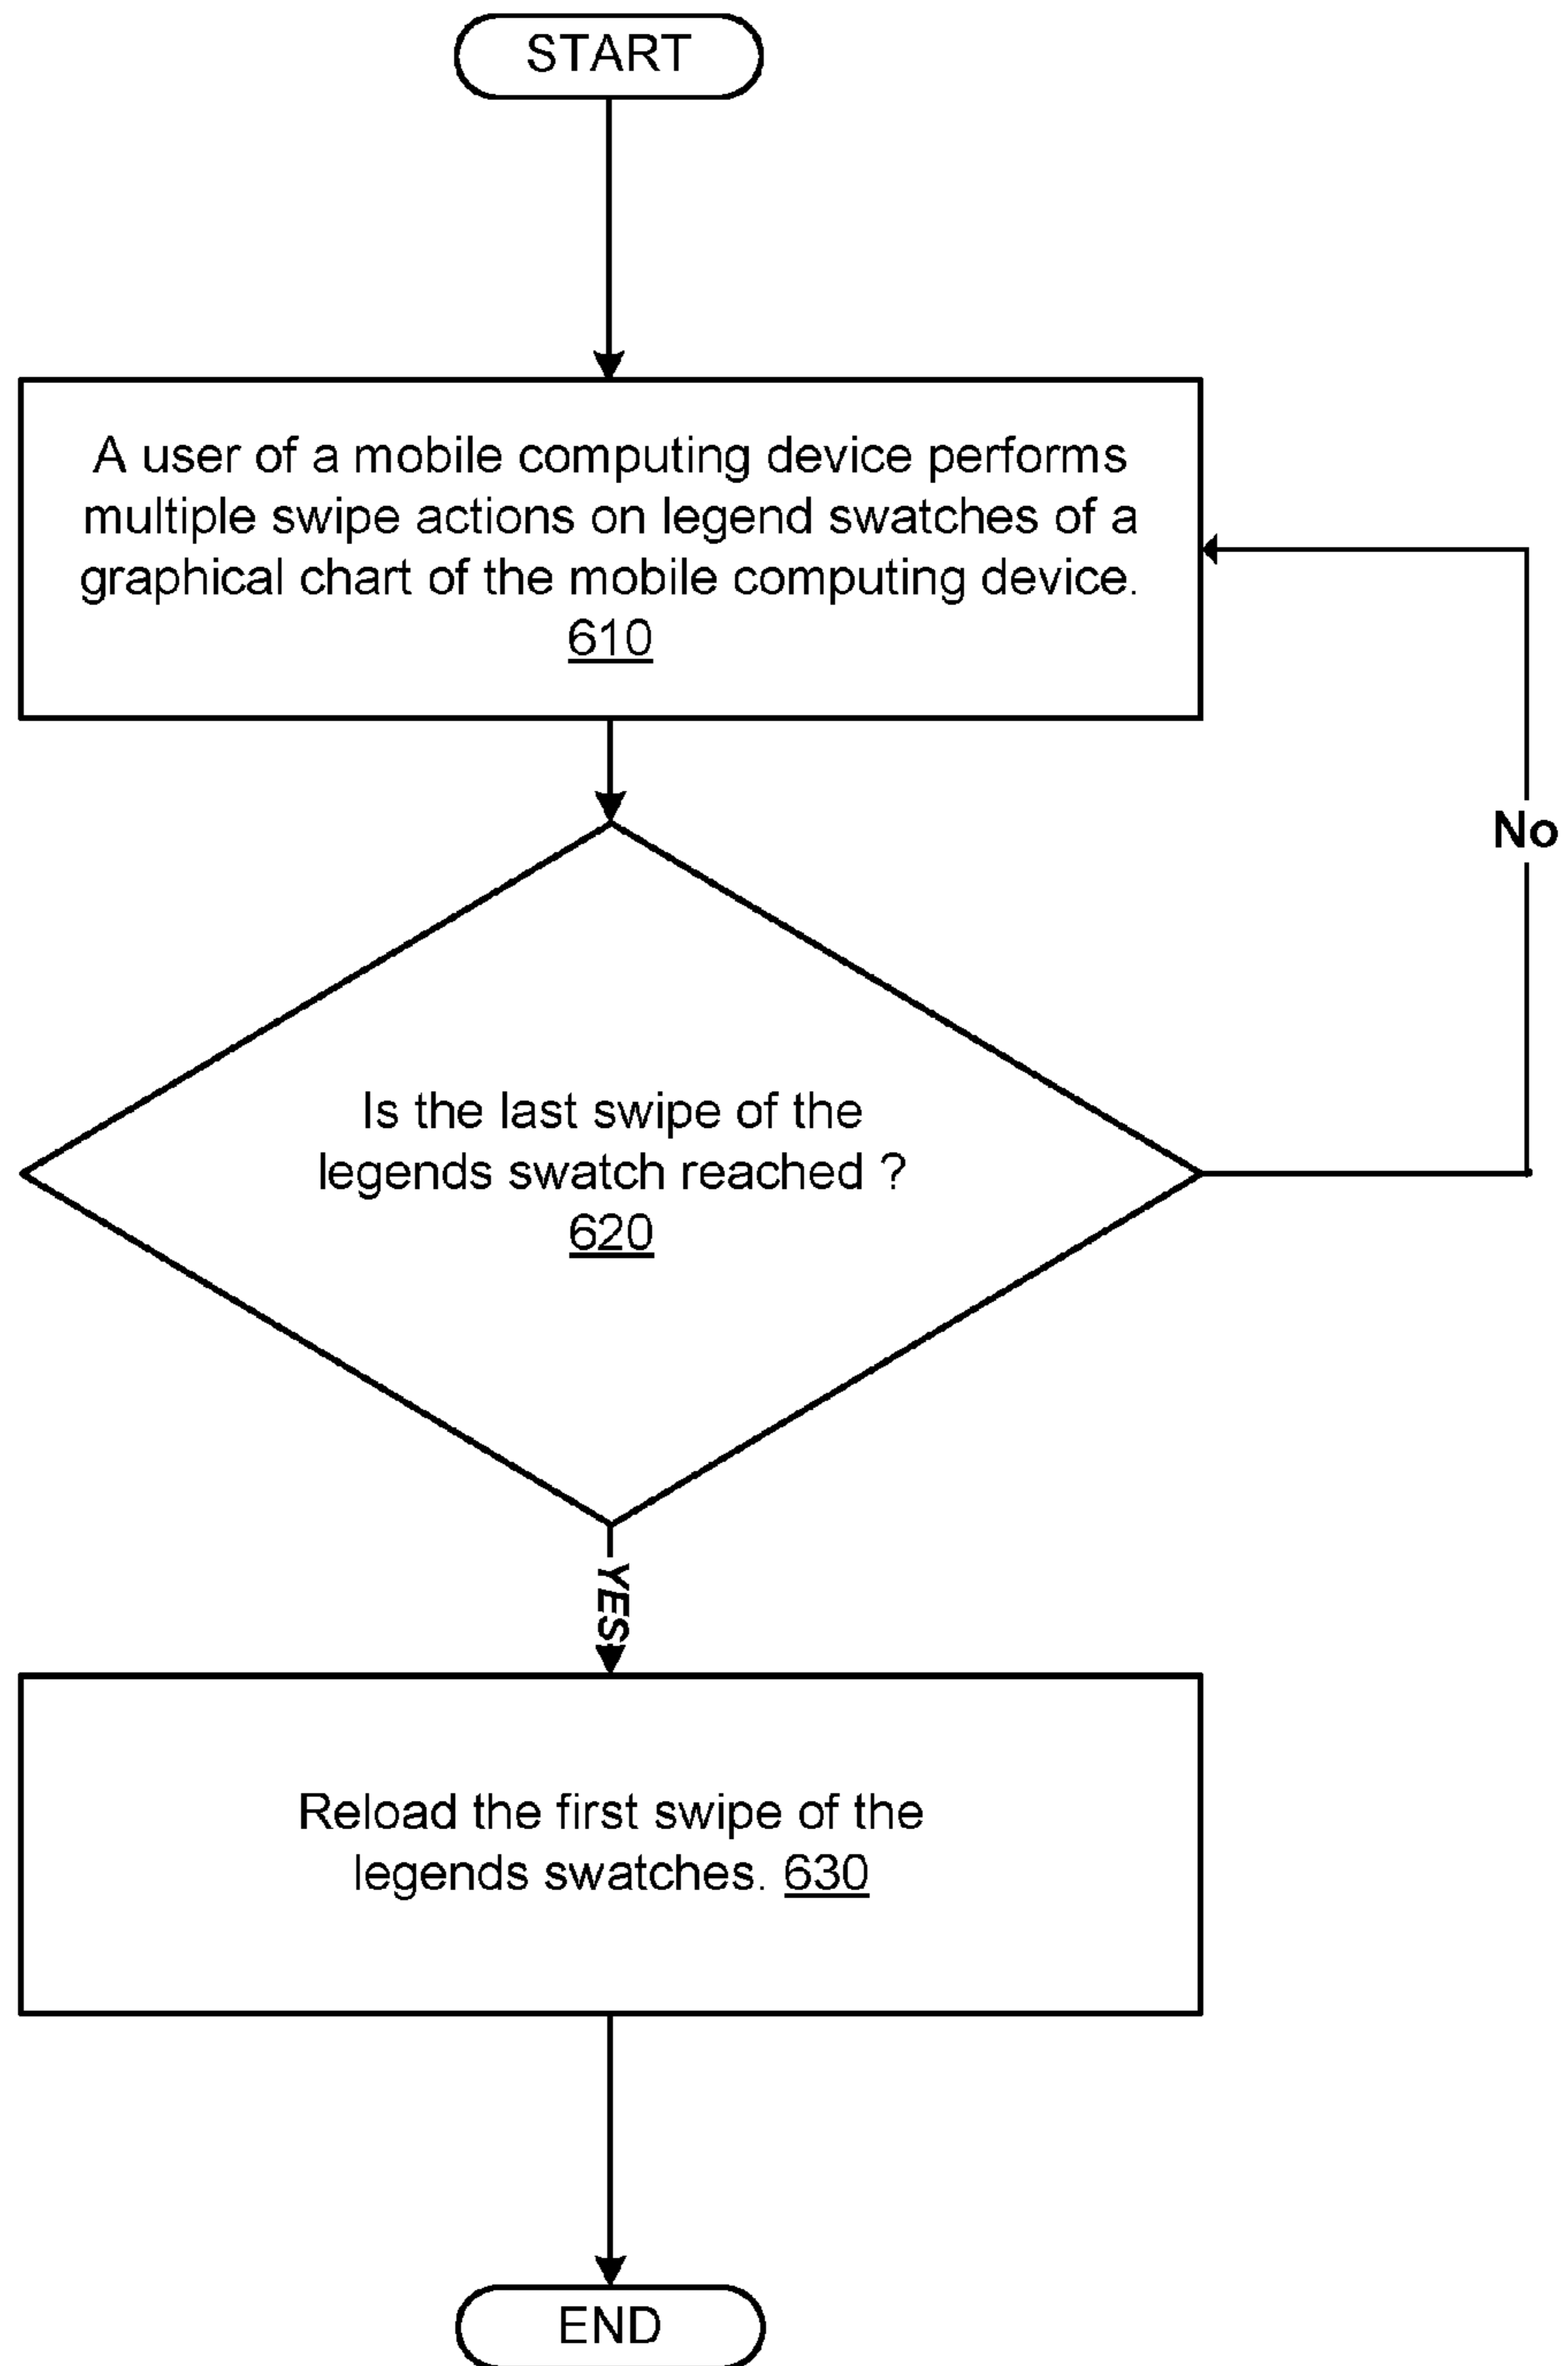 START
A user of a mobile computing device performs
multiple swipe actions on legend swatches of a
graphical chart of the mobile computing device.
610
No
Is the last swipe of the
legends swatch reached ?
620
YES
Reload the first swipe of the
legends swatches. 630
END